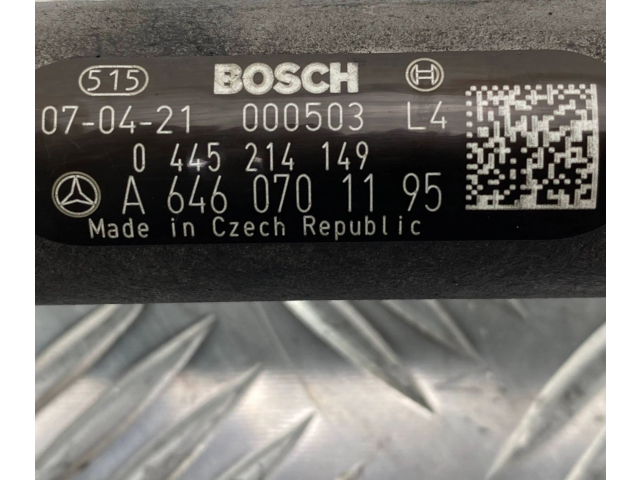 515 BOSCH
07-04-21 000503 L4
0 445 214 149
A 646 070 11 95
Made in Czech Republic